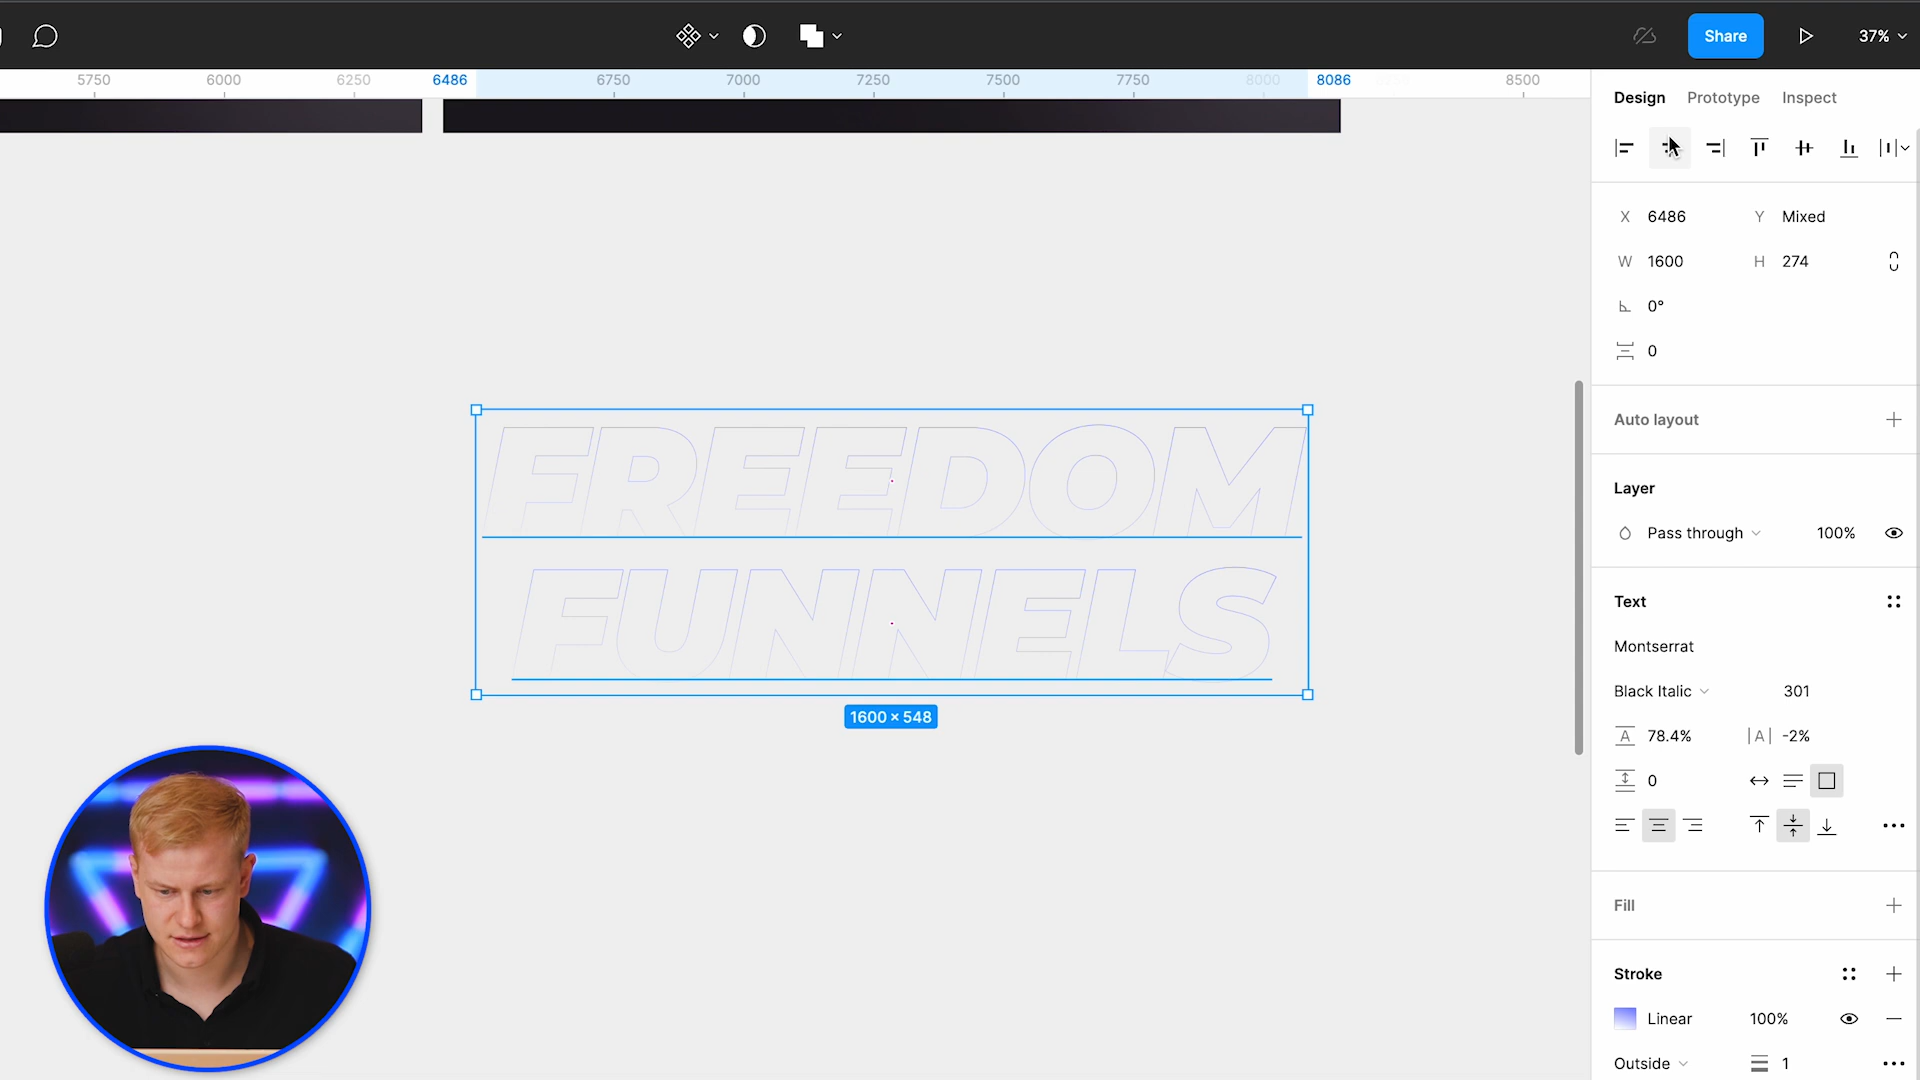 Share
37%
5750 6000 6250 6486 6750 7000 7250 7500 7750 8000 8086 8500
Design Prototype Inspect
X 6486 Y Mixed
W 1600 H 274
0°
0
Auto layout
Layer
Pass through 100%
Text
Montserrat
Black Italic 301
78.4% -2%
0
Fill
Stroke
Linear 100%
Outside 1
FREEDOM
FUNNELS
1600 × 548